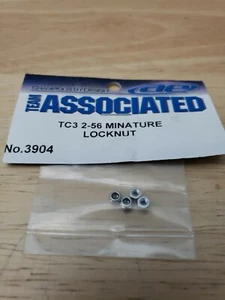 TEAM
ASSOCIATED
TC3 2-56 MINATURE
LOCKNUT
No.3904